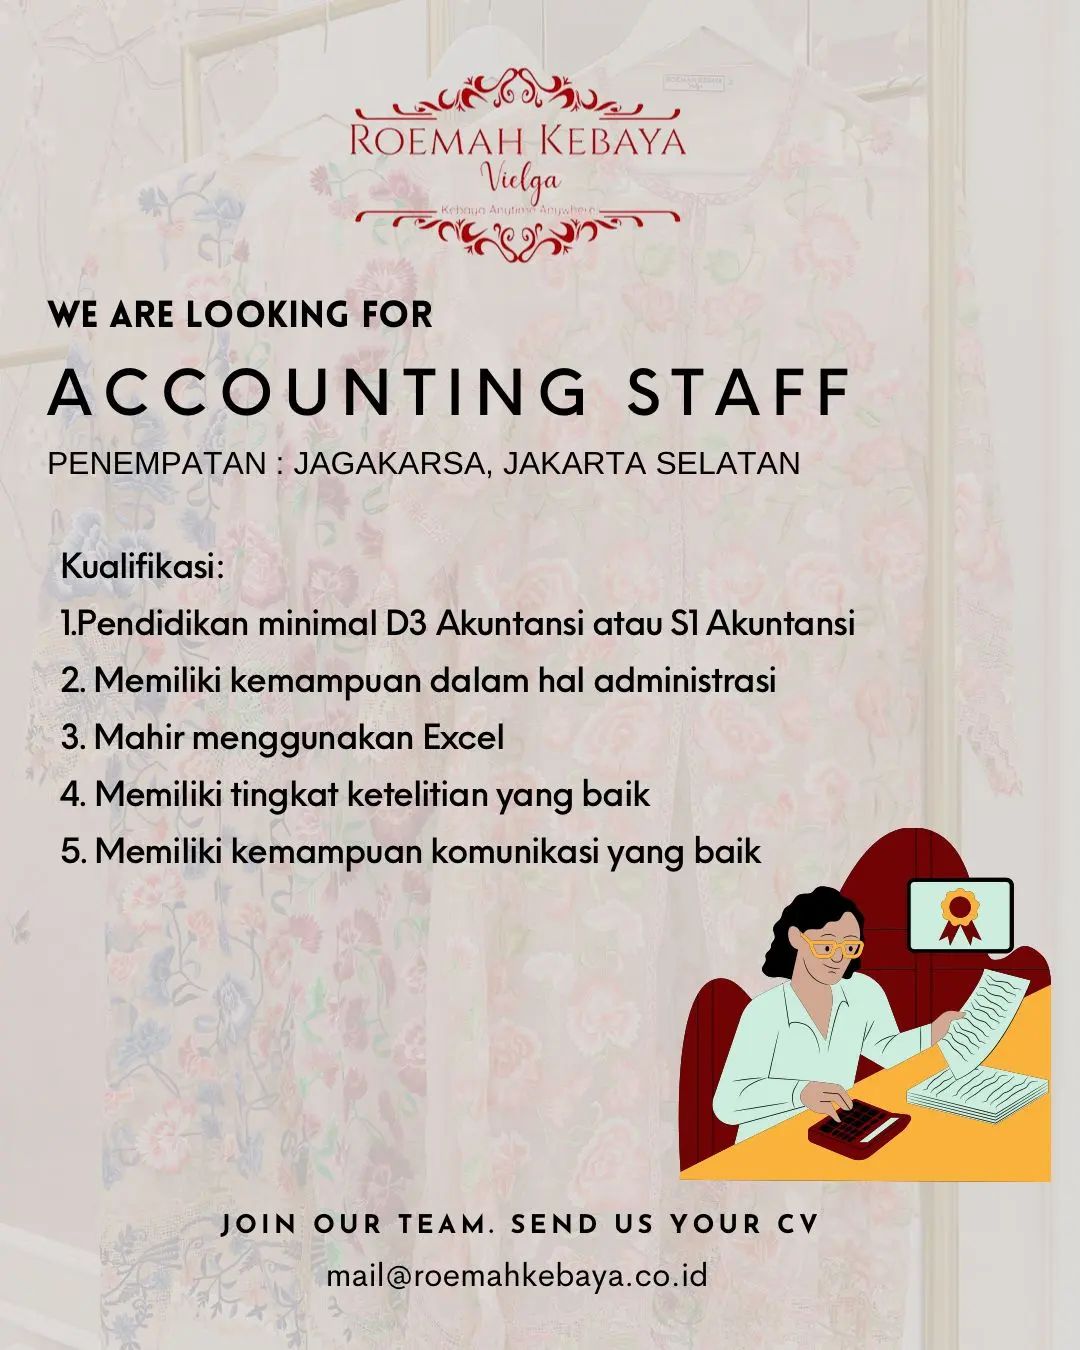 ROEMAH KEBAYA
Vielga
ROEMAH KEBAYA
Vielga
Kebaya Anytime Anywhere
WE ARE LOOKING FOR
ACCOUNTING STAFF
PENEMPATAN : JAGAKARSA, JAKARTA SELATAN
Kualifikasi:
1.Pendidikan minimal D3 Akuntansi atau S1 Akuntansi
2. Memiliki kemampuan dalam hal administrasi
3. Mahir menggunakan Excel
4. Memiliki tingkat ketelitian yang baik
5. Memiliki kemampuan komunikasi yang baik
JOIN OUR TEAM. SEND US YOUR CV
mail@roemahkebaya.co.id